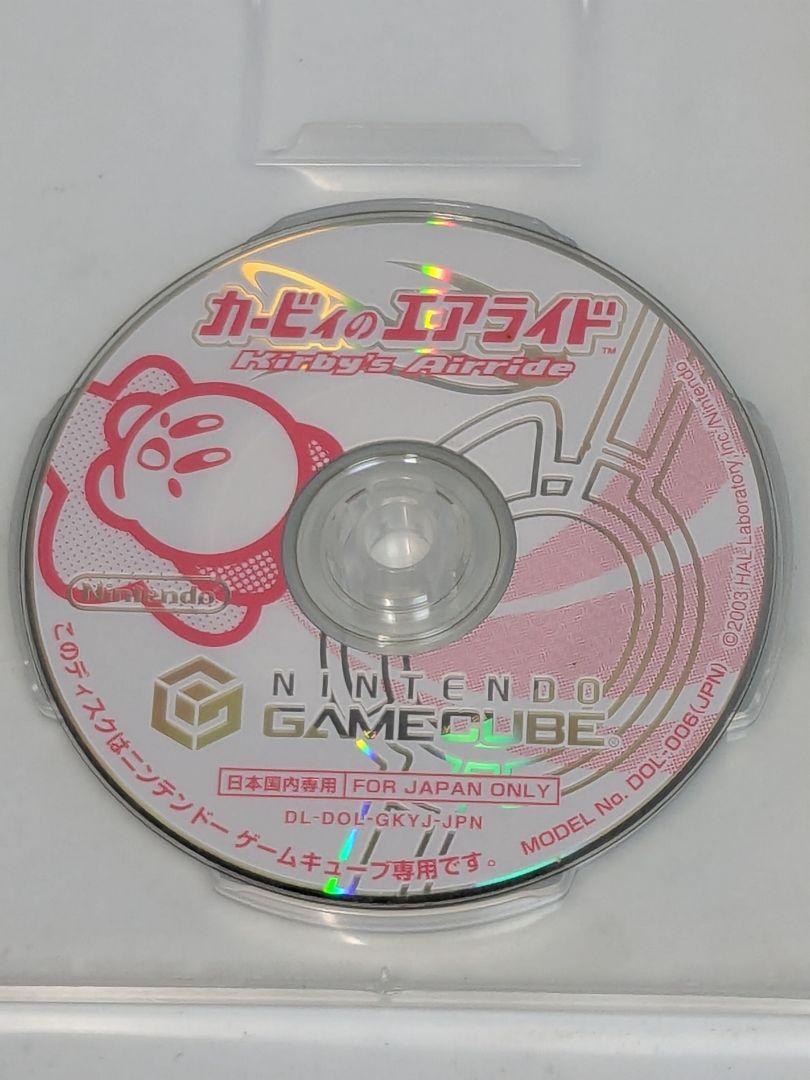 カービィの エアライド™
Kirby's Airride
Nintendo
NINTENDO
GAMECUBE®
日本国内専用 FOR JAPAN ONLY
DL-DOL-GKYJ-JPN
このディスクはニンテンドー ゲームキューブ専用です。
MODEL No. DOL-006(JPN)
©2003 HAL Laboratory, Inc./Nintendo